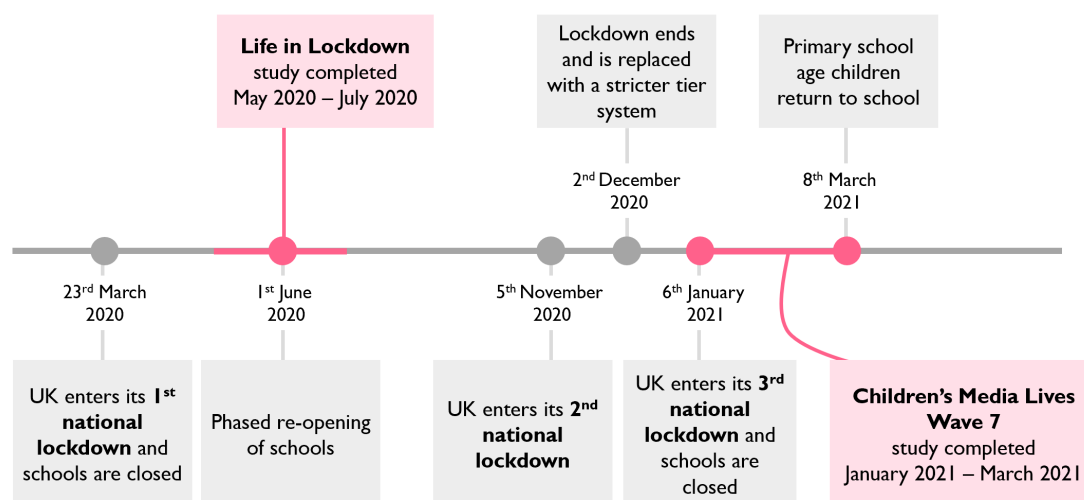 Life in Lockdown
study completed
May 2020 – July 2020
Lockdown ends
and is replaced
with a stricter tier
system
Primary school
age children
return to school
2nd December
2020
8th March
2021
23rd March
2020
1st June
2020
5th November
2020
6th January
2021
UK enters its 1st
national
lockdown and
schools are closed
Phased re-opening
of schools
UK enters its 2nd
national
lockdown
UK enters its 3rd
national
lockdown and
schools are
closed
Children’s Media Lives
Wave 7
study completed
January 2021 – March 2021